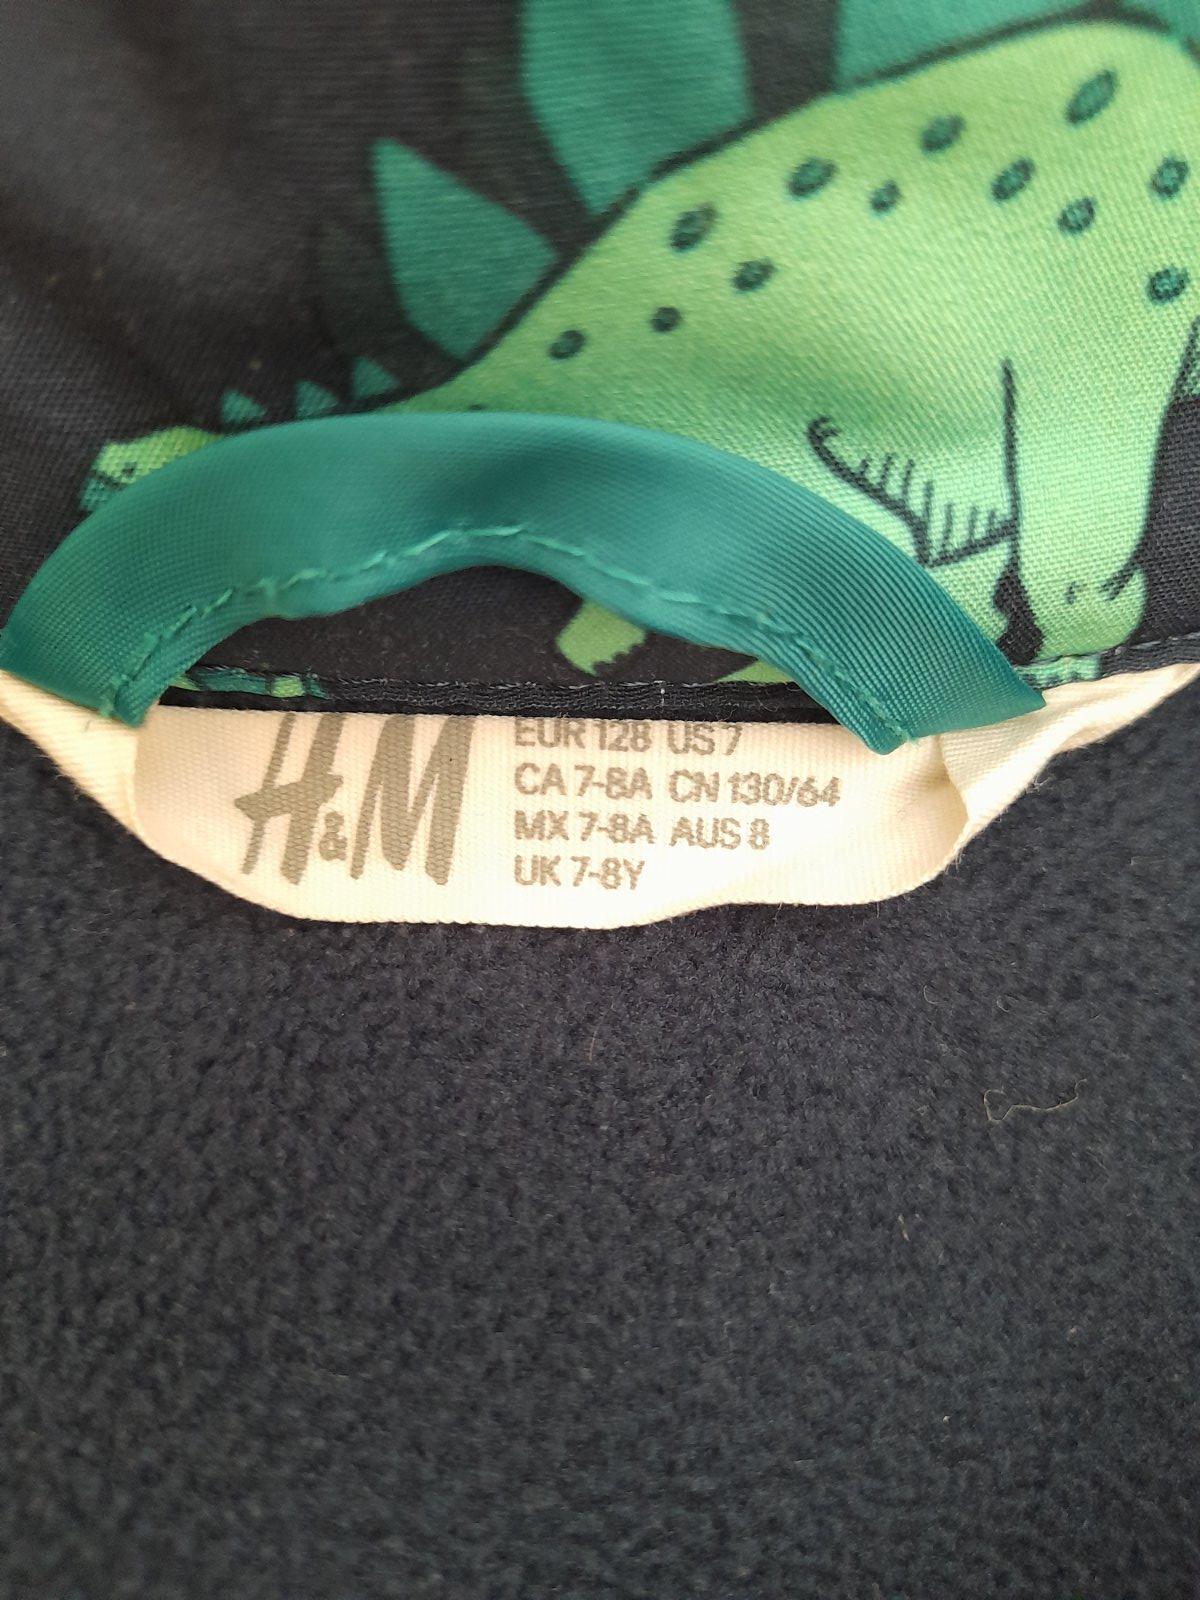 H&M
EUR 128 US 7
CA 7-8A CN 130/64
MX 7-8A AUS 8
UK 7-8Y